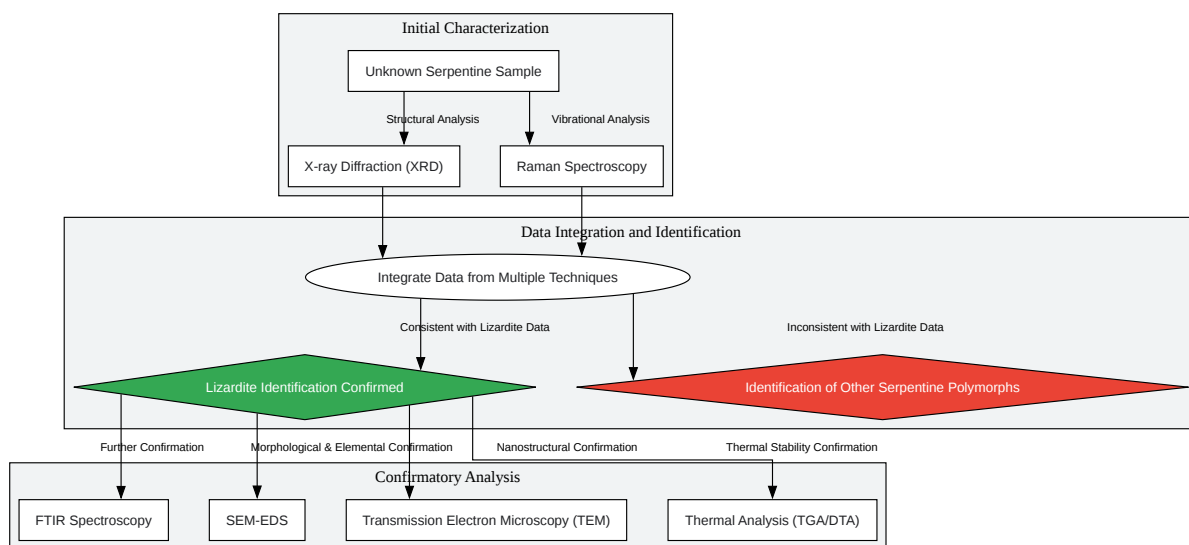 Initial Characterization
Unknown Serpentine Sample
Structural Analysis
Vibrational Analysis
X-ray Diffraction (XRD)
Raman Spectroscopy
Data Integration and Identification
Integrate Data from Multiple Techniques
Consistent with Lizardite Data
Inconsistent with Lizardite Data
Lizardite Identification Confirmed
Identification of Other Serpentine Polymorphs
Further Confirmation
Morphological & Elemental Confirmation
Nanostructural Confirmation
Thermal Stability Confirmation
Confirmatory Analysis
FTIR Spectroscopy
SEM-EDS
Transmission Electron Microscopy (TEM)
Thermal Analysis (TGA/DTA)